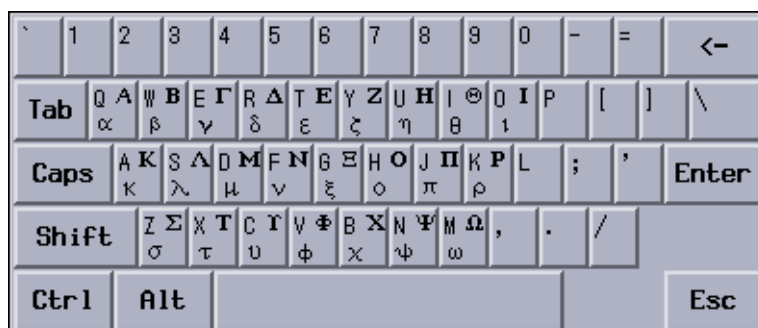 ` 1 2 3 4 5 6 7 8 9 0 - = <-
Tab Q Α W Β E Γ R Δ T Ε Y Ζ U Η I Θ O Ι P [ ] \
α β γ δ ε ζ η θ ι
Caps A Κ S Λ D Μ F Ν G Ξ H Ο J Π K Ρ L ; ' Enter
κ λ μ ν ξ ο π ρ
Shift Z Σ X Τ C Υ V Φ B Χ N Ψ M Ω , . /
σ τ υ φ χ ψ ω
Ctrl Alt Esc